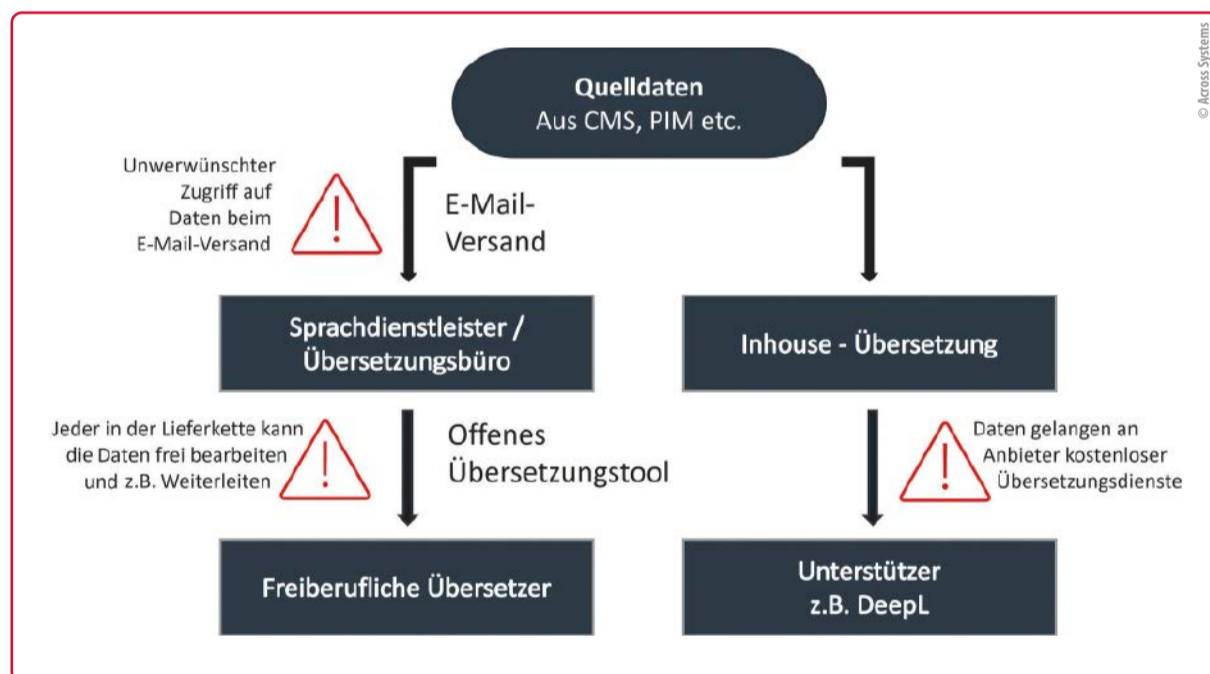 © Across Systems
Quelldaten
Aus CMS, PIM etc.
Unwerwünschter
Zugriff auf
Daten beim
E-Mail-Versand
E-Mail-
Versand
Sprachdienstleister /
Übersetzungsbüro
Inhouse - Übersetzung
Jeder in der Lieferkette kann
die Daten frei bearbeiten
und z.B. Weiterleiten
Offenes
Übersetzungstool
Daten gelangen an
Anbieter kostenloser
Übersetzungsdienste
Freiberufliche Übersetzer
Unterstützer
z.B. DeepL